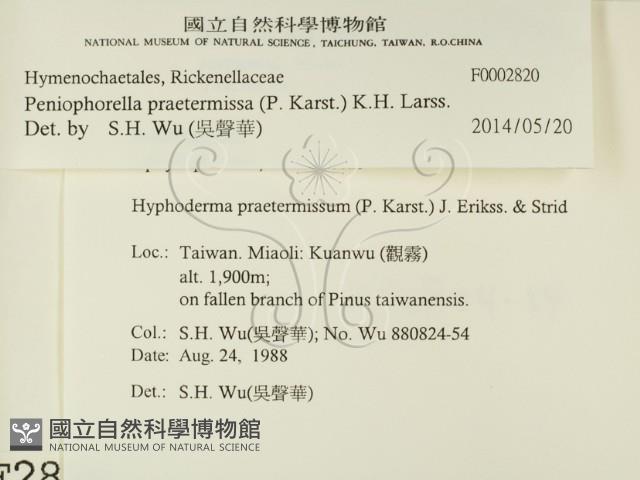 國立自然科學博物館
NATIONAL MUSEUM OF NATURAL SCIENCE, TAICHUNG, TAIWAN, R.O.CHINA
Hymenochaetales, Rickenellaceae F0002820
Peniophorella praetermissa (P. Karst.) K.H. Larss.
Det. by S.H. Wu (吳聲華) 2014/05/20
Hyphoderma praetermissum (P. Karst.) J. Erikss. & Strid
Loc.: Taiwan. Miaoli: Kuanwu (觀霧)
alt. 1,900m;
on fallen branch of Pinus taiwanensis.
Col.: S.H. Wu(吳聲華); No. Wu 880824-54
Date: Aug. 24, 1988
Det.: S.H. Wu(吳聲華)
國立自然科學博物館
NATIONAL MUSEUM OF NATURAL SCIENCE